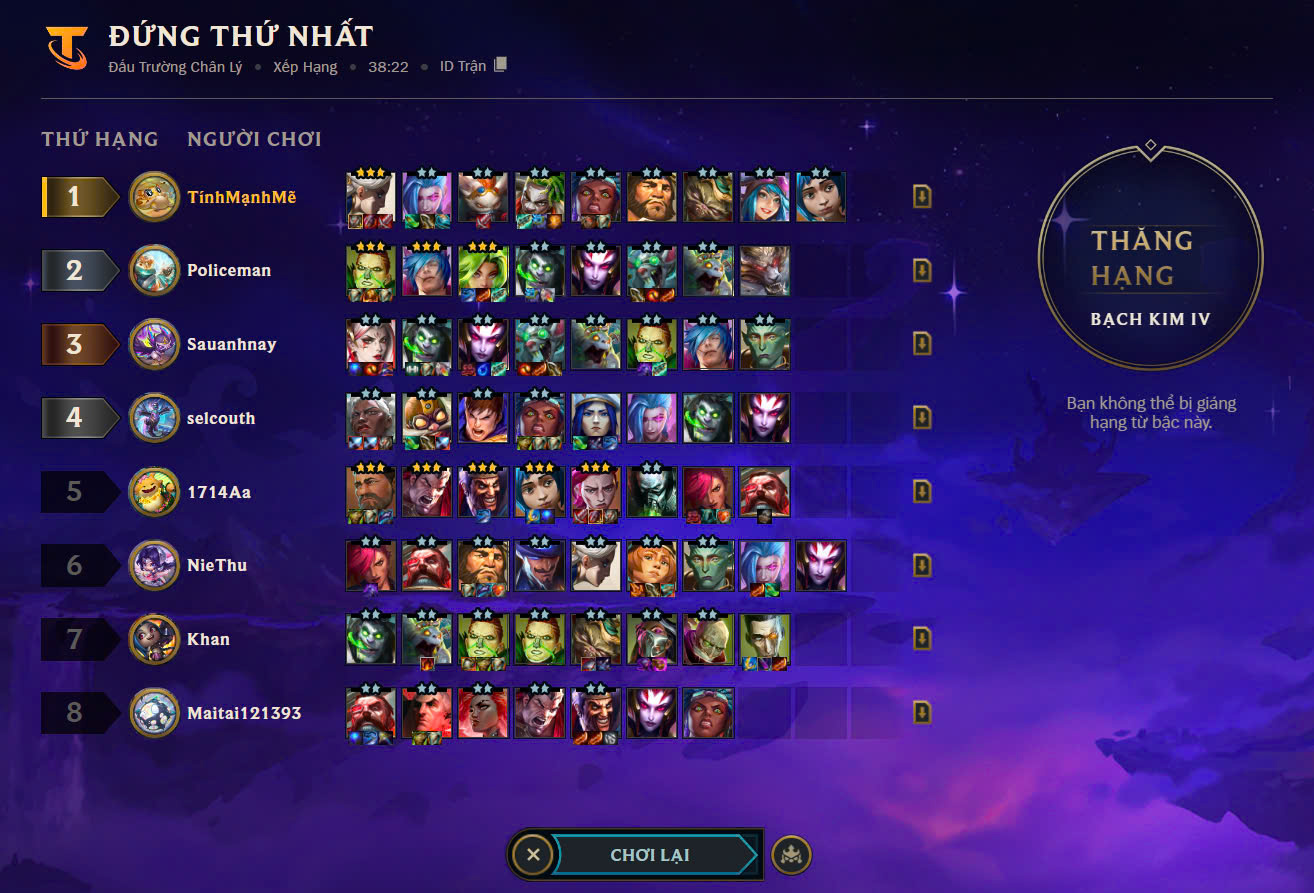 ĐỨNG THỨ NHẤT
Đấu Trường Chân Lý • Xếp Hạng • 38:22 • ID Trận
THỨ HẠNG NGƯỜI CHƠI
1 TínhMạnhMẽ
2 Policeman
3 Sauanhnay
4 selcouth
5 1714Aa
6 NieThu
7 Khan
8 Maitai121393
THĂNG
HẠNG
BẠCH KIM IV
Bạn không thể bị giáng
hạng từ bậc này.
CHƠI LẠI